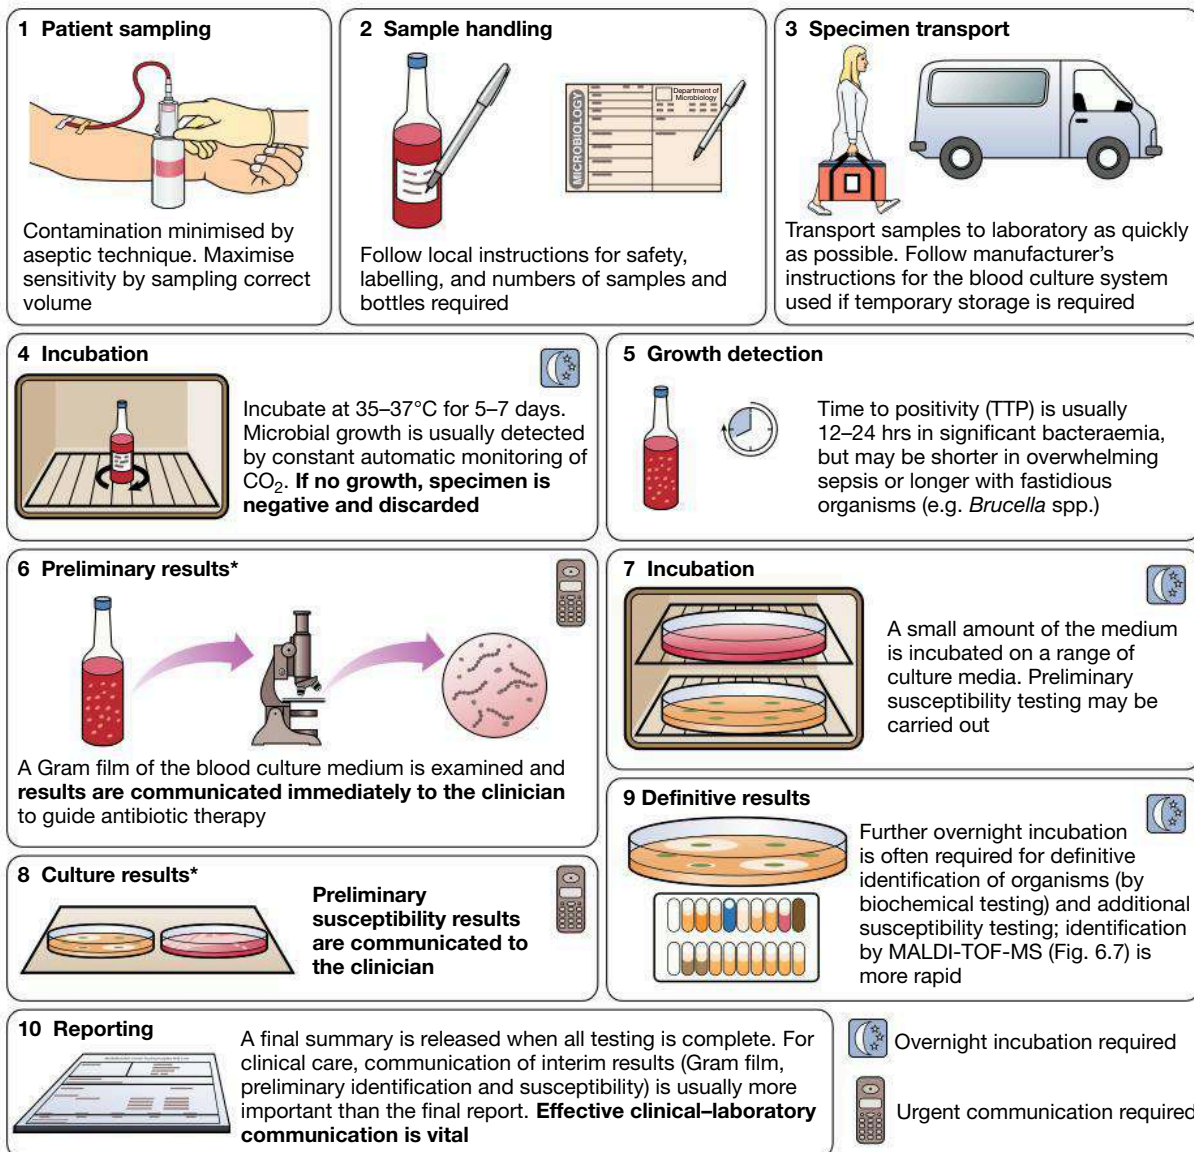 1 Patient sampling
Contamination minimised by
aseptic technique. Maximise
sensitivity by sampling correct
volume
2 Sample handling
MICROBIOLOGY
Department of
Microbiology
Follow local instructions for safety,
labelling, and numbers of samples and
bottles required
3 Specimen transport
Transport samples to laboratory as quickly
as possible. Follow manufacturer's
instructions for the blood culture system
used if temporary storage is required
4 Incubation
Incubate at 35–37°C for 5–7 days.
Microbial growth is usually detected
by constant automatic monitoring of
CO2. If no growth, specimen is
negative and discarded
5 Growth detection
Time to positivity (TTP) is usually
12–24 hrs in significant bacteraemia,
but may be shorter in overwhelming
sepsis or longer with fastidious
organisms (e.g. Brucella spp.)
6 Preliminary results*
A Gram film of the blood culture medium is examined and
results are communicated immediately to the clinician
to guide antibiotic therapy
7 Incubation
A small amount of the medium
is incubated on a range of
culture media. Preliminary
susceptibility testing may be
carried out
8 Culture results*
Preliminary
susceptibility results
are communicated to
the clinician
9 Definitive results
Further overnight incubation
is often required for definitive
identification of organisms (by
biochemical testing) and additional
susceptibility testing; identification
by MALDI-TOF-MS (Fig. 6.7) is
more rapid
10 Reporting
A final summary is released when all testing is complete. For
clinical care, communication of interim results (Gram film,
preliminary identification and susceptibility) is usually more
important than the final report. Effective clinical–laboratory
communication is vital
Overnight incubation required
Urgent communication required